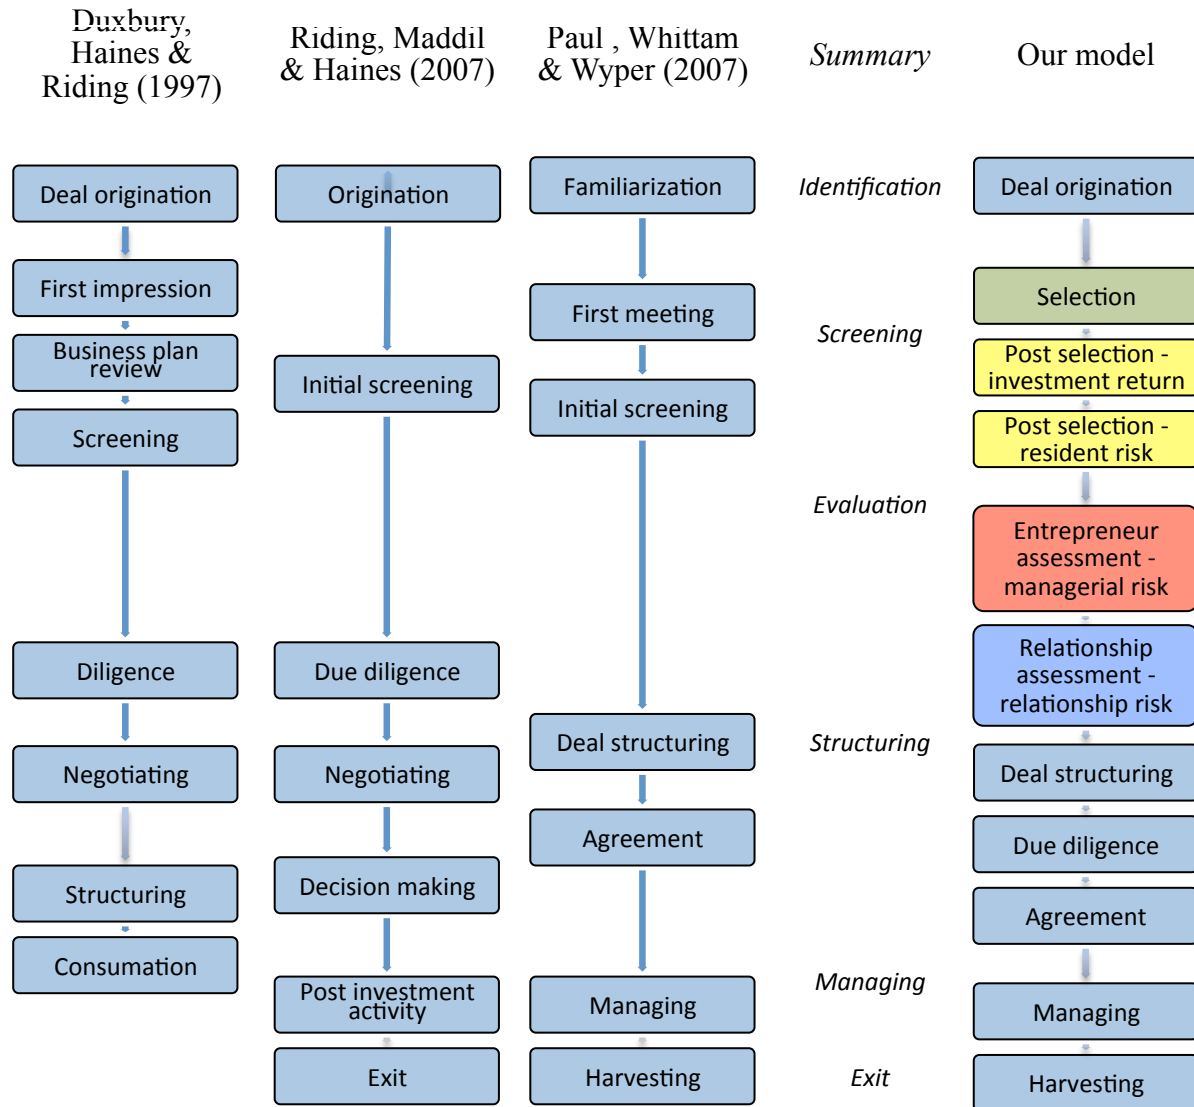 Duxbury,
Haines &
Riding (1997)
Riding, Maddil
& Haines (2007)
Paul , Whittam
& Wyper (2007)
Summary
Our model
Deal origination
First impression
Business plan
review
Screening
Diligence
Negotiating
Structuring
Consumation
Origination
Initial screening
Due diligence
Negotiating
Decision making
Post investment
activity
Exit
Familiarization
First meeting
Initial screening
Deal structuring
Agreement
Managing
Harvesting
Identification
Screening
Evaluation
Structuring
Managing
Exit
Deal origination
Selection
Post selection -
investment return
Post selection -
resident risk
Entrepreneur
assessment -
managerial risk
Relationship
assessment -
relationship risk
Deal structuring
Due diligence
Agreement
Managing
Harvesting